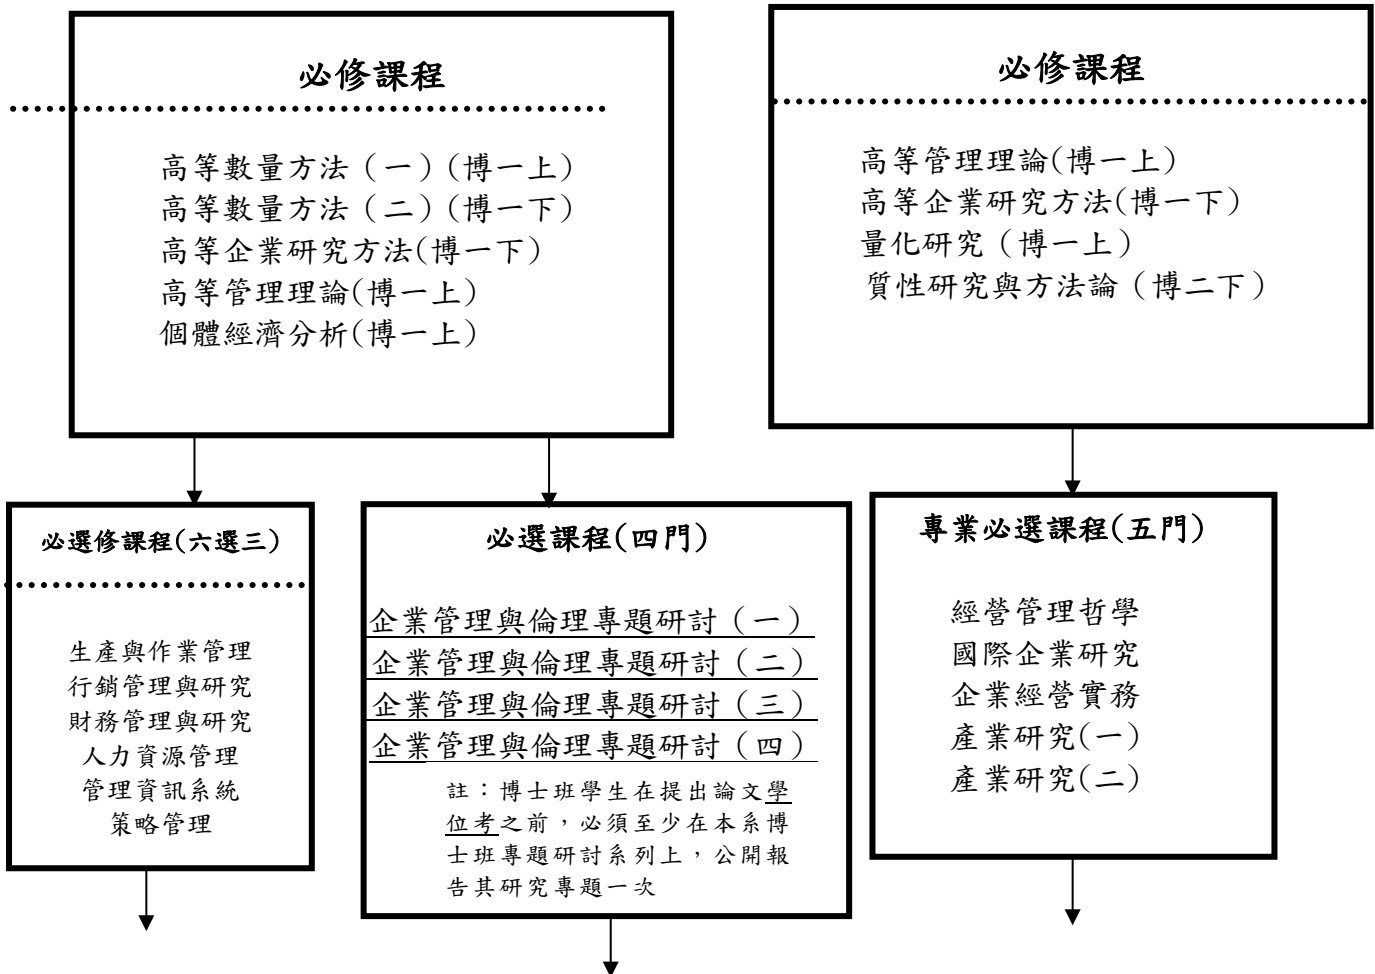 必修課程
高等數量方法（一）(博一上)
高等數量方法（二）(博一下)
高等企業研究方法(博一下)
高等管理理論(博一上)
個體經濟分析(博一上)
必修課程
高等管理理論(博一上)
高等企業研究方法(博一下)
量化研究（博一上）
質性研究與方法論（博二下）
必選修課程(六選三)
生產與作業管理
行銷管理與研究
財務管理與研究
人力資源管理
管理資訊系統
策略管理
必選課程(四門)
企業管理與倫理專題研討（一）
企業管理與倫理專題研討（二）
企業管理與倫理專題研討（三）
企業管理與倫理專題研討（四）
註：博士班學生在提出論文學
位考之前，必須至少在本系博
士班專題研討系列上，公開報
告其研究專題一次
專業必選課程(五門)
經營管理哲學
國際企業研究
企業經營實務
產業研究(一)
產業研究(二)